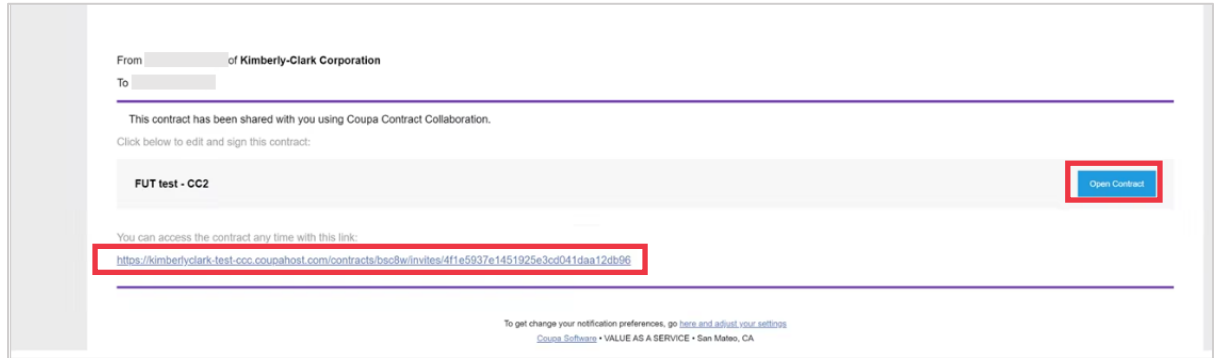 From of Kimberly-Clark Corporation
To
This contract has been shared with you using Coupa Contract Collaboration.
Click below to edit and sign this contract:
FUT test - CC2
Open Contract
You can access the contract any time with this link:
https://kimberlyclark-test-ccc.coupahost.com/contracts/bsc8w/invites/4f1e5937e1451925e3cd041daa12db96
To get change your notification preferences, go here and adjust your settings
Coupa Software • VALUE AS A SERVICE • San Mateo, CA